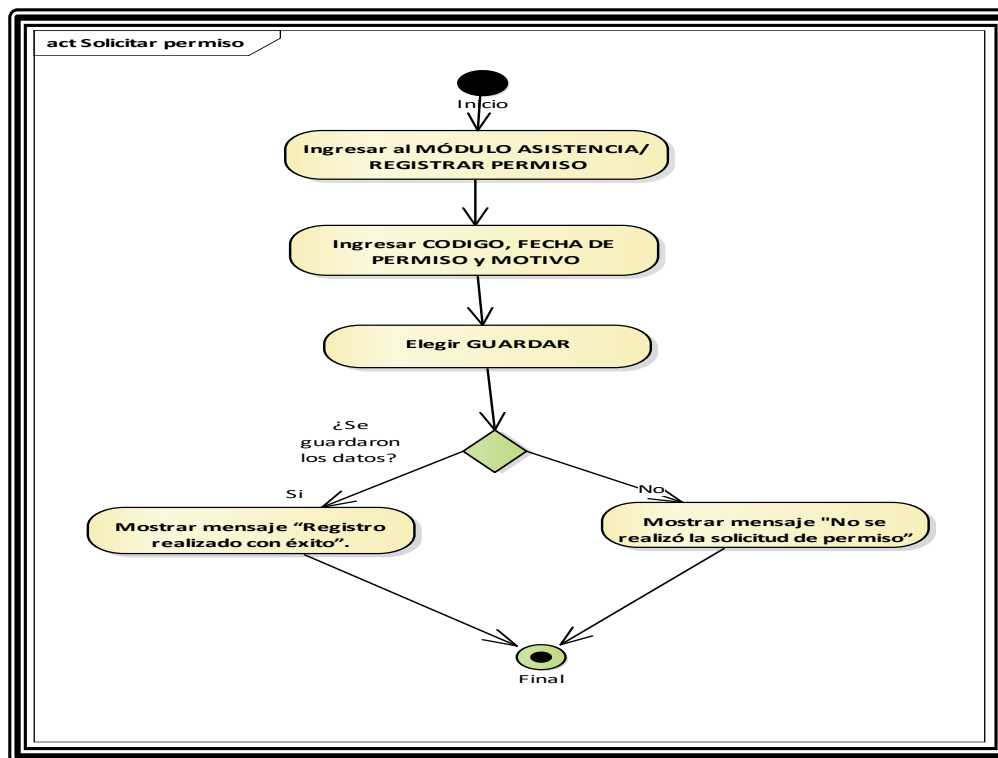 act Solicitar permiso
Inicio
Ingresar al MÓDULO ASISTENCIA/
REGISTRAR PERMISO
Ingresar CODIGO, FECHA DE
PERMISO y MOTIVO
Elegir GUARDAR
¿Se
guardaron
los datos?
Si
No
Mostrar mensaje “Registro
realizado con éxito”.
Mostrar mensaje "No se
realizó la solicitud de permiso”
Final